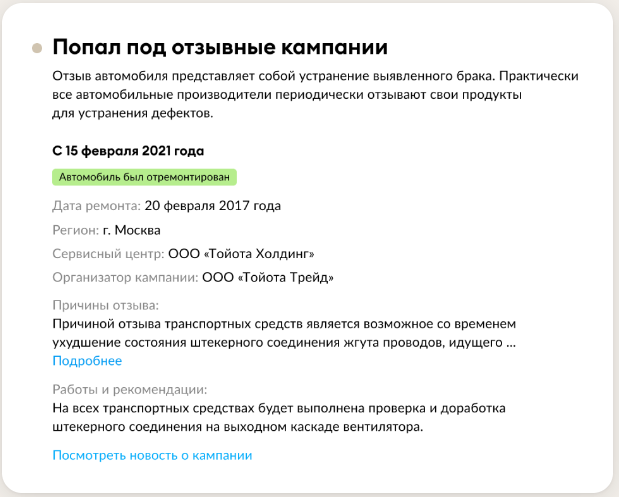 Попал под отзывные кампании
Отзыв автомобиля представляет собой устранение выявленного брака. Практически
все автомобильные производители периодически отзывают свои продукты
для устранения дефектов.
С 15 февраля 2021 года
Автомобиль был отремонтирован
Дата ремонта: 20 февраля 2017 года
Регион: г. Москва
Сервисный центр: ООО «Тойота Холдинг»
Организатор кампании: ООО «Тойота Трейд»
Причины отзыва:
Причиной отзыва транспортных средств является возможное со временем
ухудшение состояния штекерного соединения жгута проводов, идущего ...
Подробнее
Работы и рекомендации:
На всех транспортных средствах будет выполнена проверка и доработка
штекерного соединения на выходном каскаде вентилятора.
Посмотреть новость о кампании